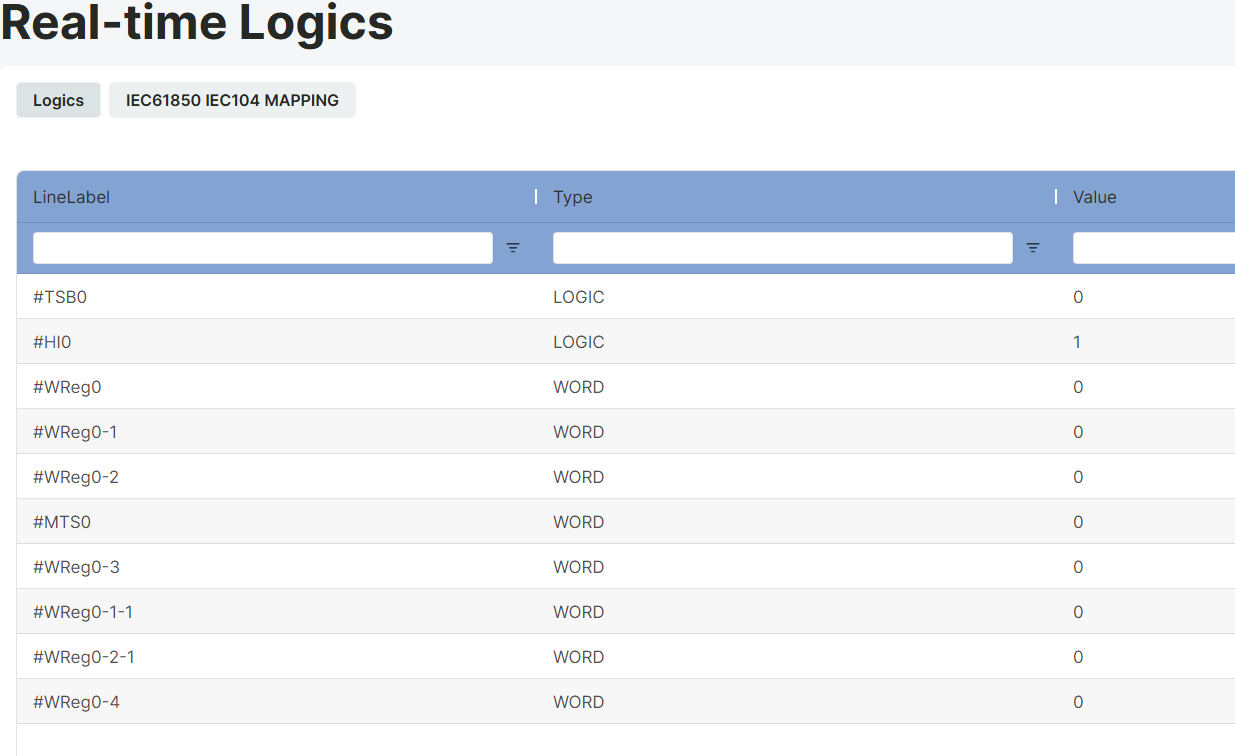 Real-time Logics
Logics IEC61850 IEC104 MAPPING
LineLabel Type Value
#TSB0 LOGIC 0
#HI0 LOGIC 1
#WReg0 WORD 0
#WReg0-1 WORD 0
#WReg0-2 WORD 0
#MTS0 WORD 0
#WReg0-3 WORD 0
#WReg0-1-1 WORD 0
#WReg0-2-1 WORD 0
#WReg0-4 WORD 0